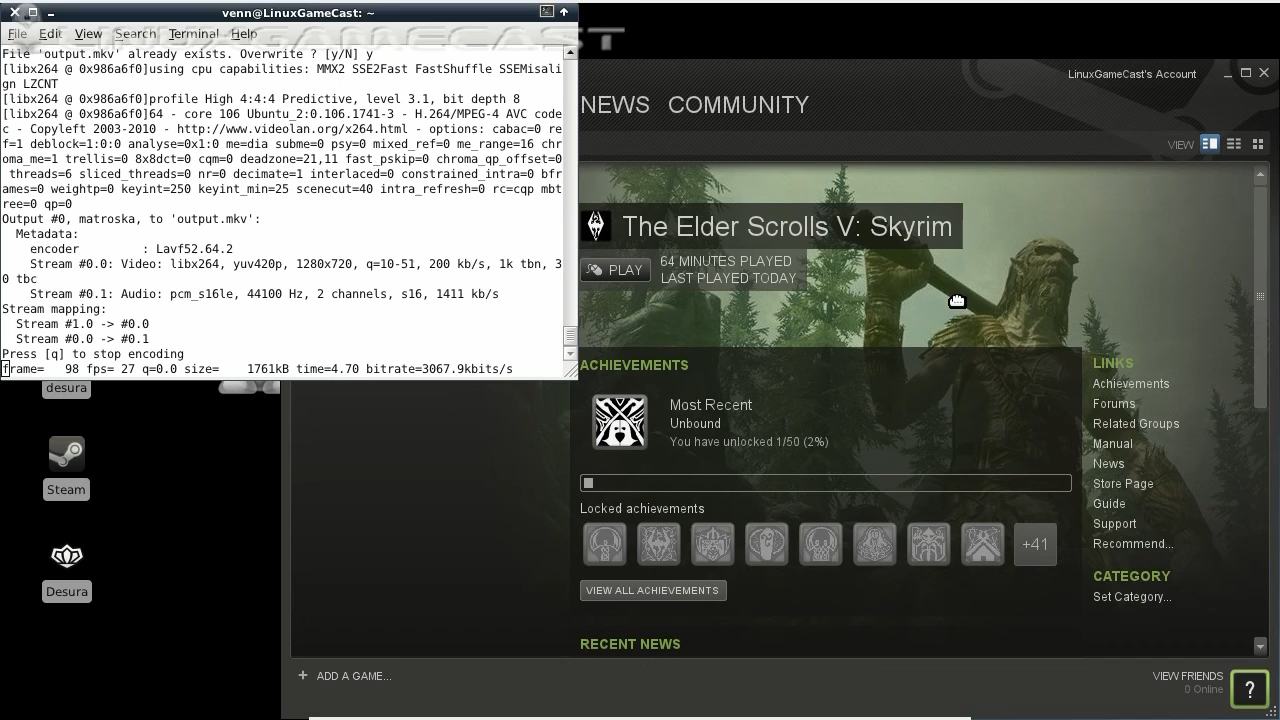 venn@LinuxGameCast: ~
File Edit View Search Terminal Help
File 'output.mkv' already exists. Overwrite ? [y/N] y
[libx264 @ 0x986a6f0]using cpu capabilities: MMX2 SSE2Fast FastShuffle SSEMisali
gn LZCNT
[libx264 @ 0x986a6f0]profile High 4:4:4 Predictive, level 3.1, bit depth 8
[libx264 @ 0x986a6f0]64 - core 106 Ubuntu_2:0.106.1741-3 - H.264/MPEG-4 AVC code
c - Copyleft 2003-2010 - http://www.videolan.org/x264.html - options: cabac=0 re
f=1 deblock=1:0:0 analyse=0x1:0 me=dia subme=0 psy=0 mixed_ref=0 me_range=16 chr
oma_me=1 trellis=0 8x8dct=0 cqm=0 deadzone=21,11 fast_pskip=0 chroma_qp_offset=0
threads=6 sliced_threads=0 nr=0 decimate=1 interlaced=0 constrained_intra=0 bfr
ames=0 weightp=0 keyint=250 keyint_min=25 scenecut=40 intra_refresh=0 rc=cqp mbt
ree=0 qp=0
Output #0, matroska, to 'output.mkv':
Metadata:
encoder : Lavf52.64.2
Stream #0.0: Video: libx264, yuv420p, 1280x720, q=10-51, 200 kb/s, 1k tbn, 3
0 tbc
Stream #0.1: Audio: pcm_s16le, 44100 Hz, 2 channels, s16, 1411 kb/s
Stream mapping:
Stream #1.0 -> #0.0
Stream #0.0 -> #0.1
Press [q] to stop encoding
frame= 98 fps= 27 q=0.0 size= 1761kB time=4.70 bitrate=3067.9kbits/s
desura
Steam
Desura
LinuxGameCast's Account
NEWS COMMUNITY
VIEW
The Elder Scrolls V: Skyrim
PLAY
64 MINUTES PLAYED
LAST PLAYED TODAY
ACHIEVEMENTS
Most Recent
Unbound
You have unlocked 1/50 (2%)
Locked achievements
+41
VIEW ALL ACHIEVEMENTS
RECENT NEWS
LINKS
Achievements
Forums
Related Groups
Manual
News
Store Page
Guide
Support
Recommend...
CATEGORY
Set Category...
+ ADD A GAME...
VIEW FRIENDS
0 Online
?